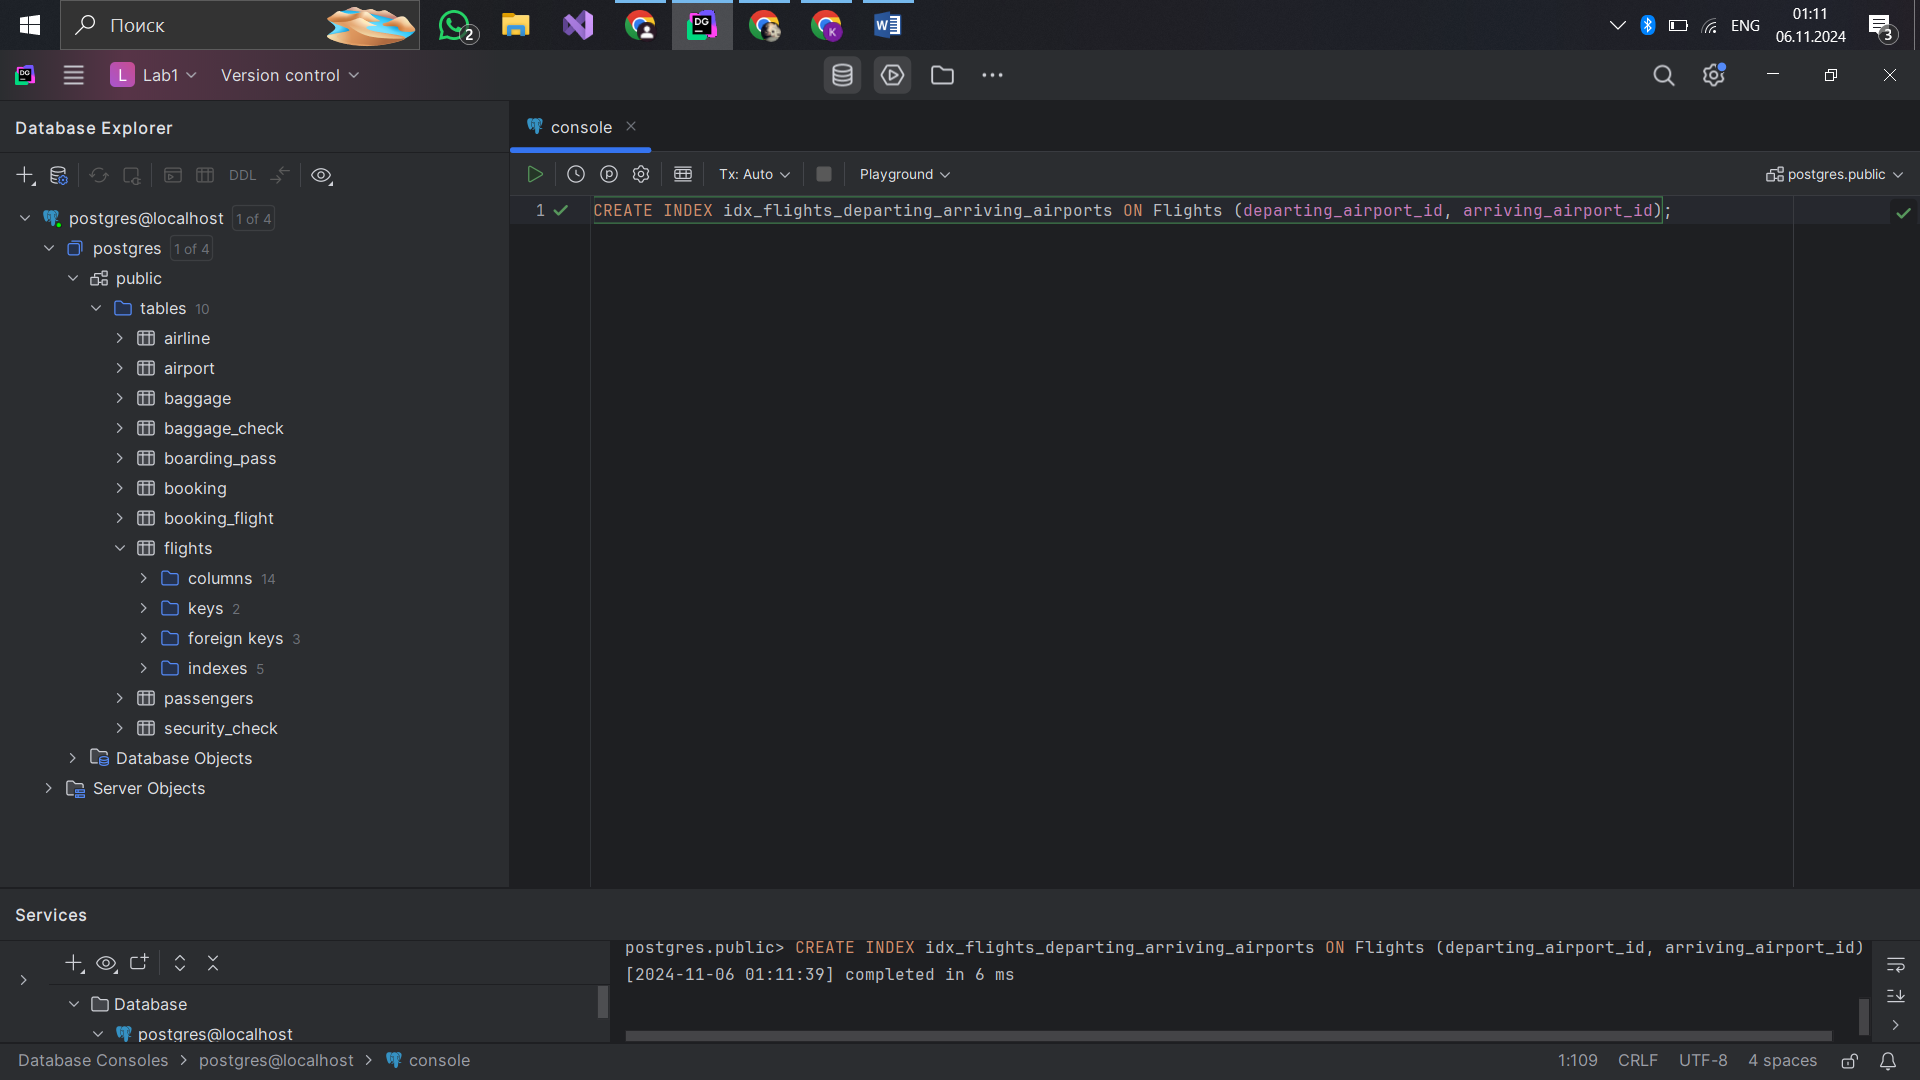 Поиск
2
ENG
01:11
06.11.2024
3
L Lab1
Version control
Database Explorer
console
DDL
Tx: Auto
Playground
postgres.public
postgres@localhost 1 of 4
postgres 1 of 4
public
tables 10
airline
airport
baggage
baggage_check
boarding_pass
booking
booking_flight
flights
columns 14
keys 2
foreign keys 3
indexes 5
passengers
security_check
Database Objects
Server Objects
1 CREATE INDEX idx_flights_departing_arriving_airports ON Flights (departing_airport_id, arriving_airport_id);
Services
Database
postgres@localhost
postgres.public> CREATE INDEX idx_flights_departing_arriving_airports ON Flights (departing_airport_id, arriving_airport_id)
[2024-11-06 01:11:39] completed in 6 ms
Database Consoles > postgres@localhost > console
1:109 CRLF UTF-8 4 spaces